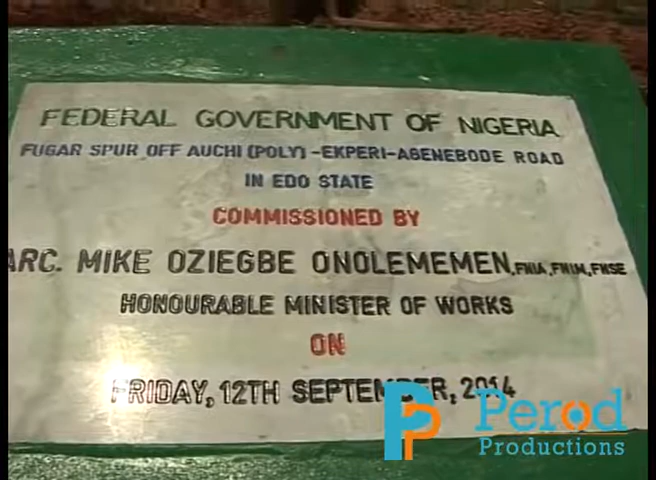 FEDERAL GOVERNMENT OF NIGERIA
FUGAR SPUR OFF AUCHI (POLY) -EKPERI-AGENEBODE ROAD
IN EDO STATE
COMMISSIONED BY
ARC. MIKE OZIEGBE ONOLEMEMEN, FNIA, FNIM, FNSE
HONOURABLE MINISTER OF WORKS
ON
FRIDAY, 12TH SEPTEMBER, 2014
Perod
Productions